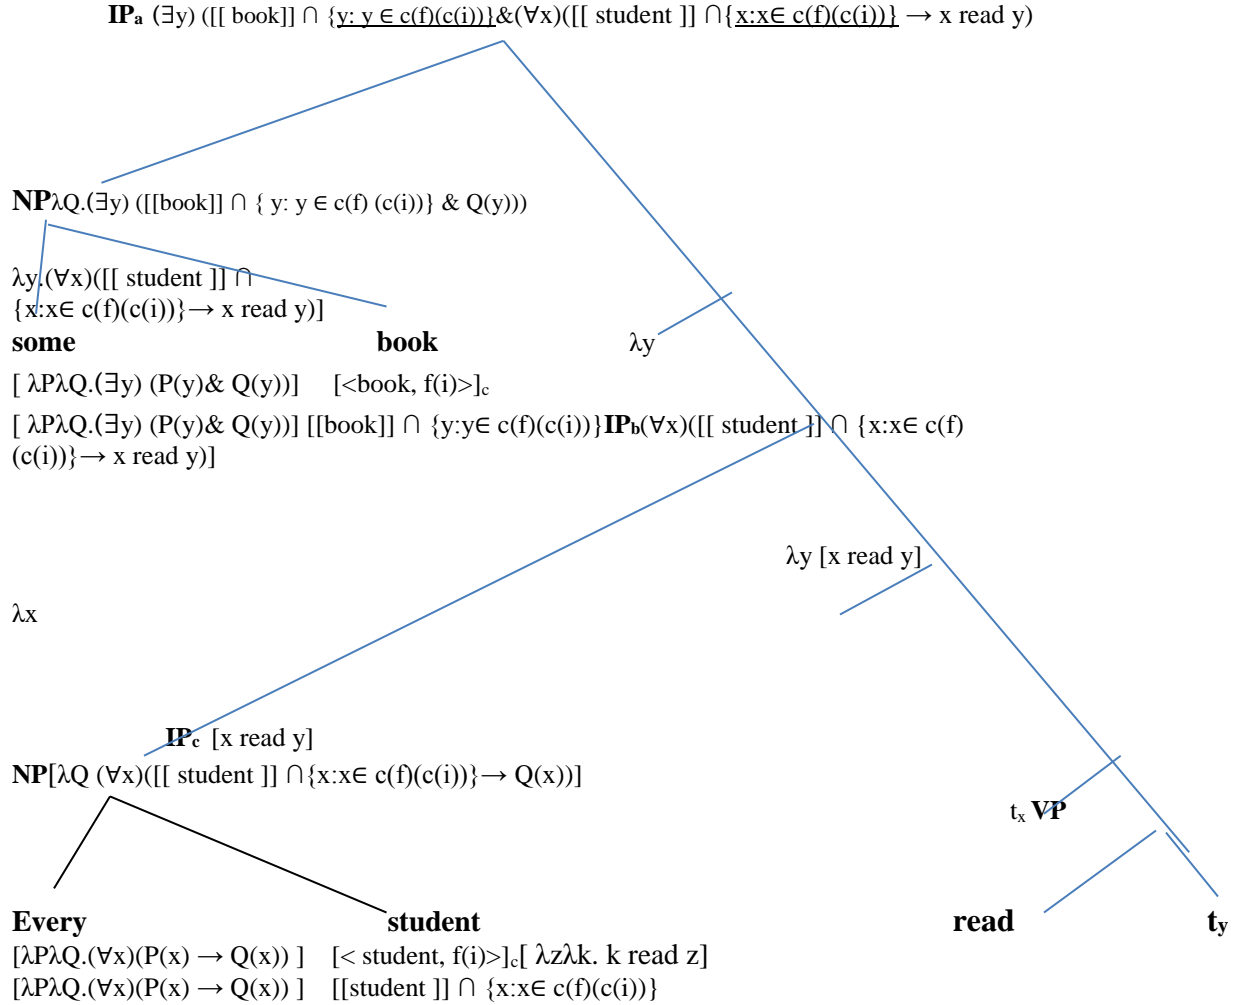 IPa (∃y) ([[ book]] ∩ {y: y ∈ c(f)(c(i))}&(∀x)([[ student ]] ∩{x:x∈ c(f)(c(i))} → x read y)
NPλQ.(∃y) ([[book]] ∩ { y: y ∈ c(f) (c(i))} & Q(y)))
λy.(∀x)([[ student ]] ∩
{x:x∈ c(f)(c(i))}→ x read y)]
some book λy
[ λPλQ.(∃y) (P(y)& Q(y))] [<book, f(i)>]c
[ λPλQ.(∃y) (P(y)& Q(y))] [[book]] ∩ {y:y∈ c(f)(c(i))}IPb(∀x)([[ student ]] ∩ {x:x∈ c(f)
(c(i))}→ x read y)]
λy [x read y]
λx
IPc [x read y]
NP[λQ (∀x)([[ student ]] ∩{x:x∈ c(f)(c(i))}→ Q(x))]
tx VP
Every student read ty
[λPλQ.(∀x)(P(x) → Q(x)) ] [< student, f(i)>]c[ λzλk. k read z]
[λPλQ.(∀x)(P(x) → Q(x)) ] [[student ]] ∩ {x:x∈ c(f)(c(i))}